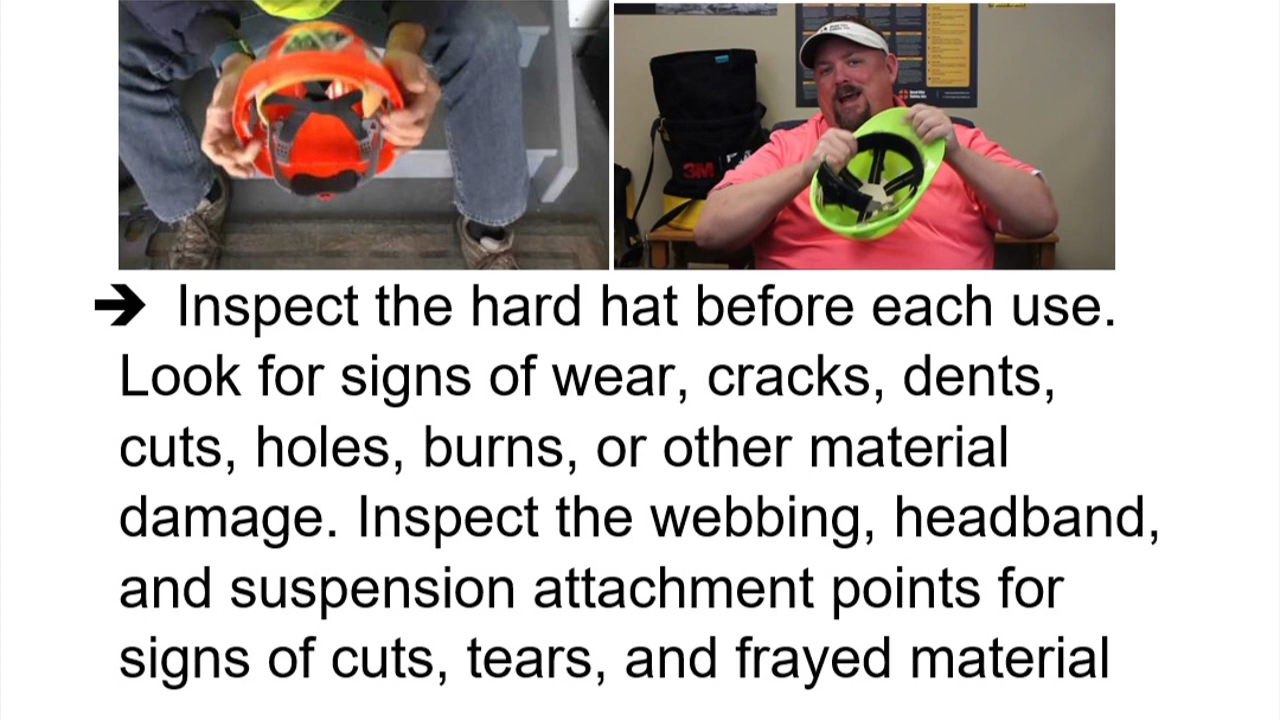 3M
➔ Inspect the hard hat before each use.
Look for signs of wear, cracks, dents,
cuts, holes, burns, or other material
damage. Inspect the webbing, headband,
and suspension attachment points for
signs of cuts, tears, and frayed material